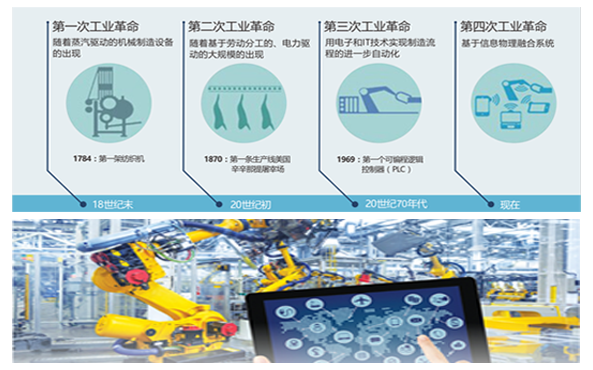 第一次工业革命
随着蒸汽驱动的机械制造设备
的出现
1784：第一架纺织机
18世纪末
第二次工业革命
随着基于劳动分工的、电力驱
动的大规模的出现
1870：第一条生产线美国
辛辛那提屠宰场
20世纪初
第三次工业革命
用电子和IT技术实现制造流
程的进一步自动化
1969：第一个可编程逻辑
控制器（PLC）
20世纪70年代
第四次工业革命
基于信息物理融合系统
现在